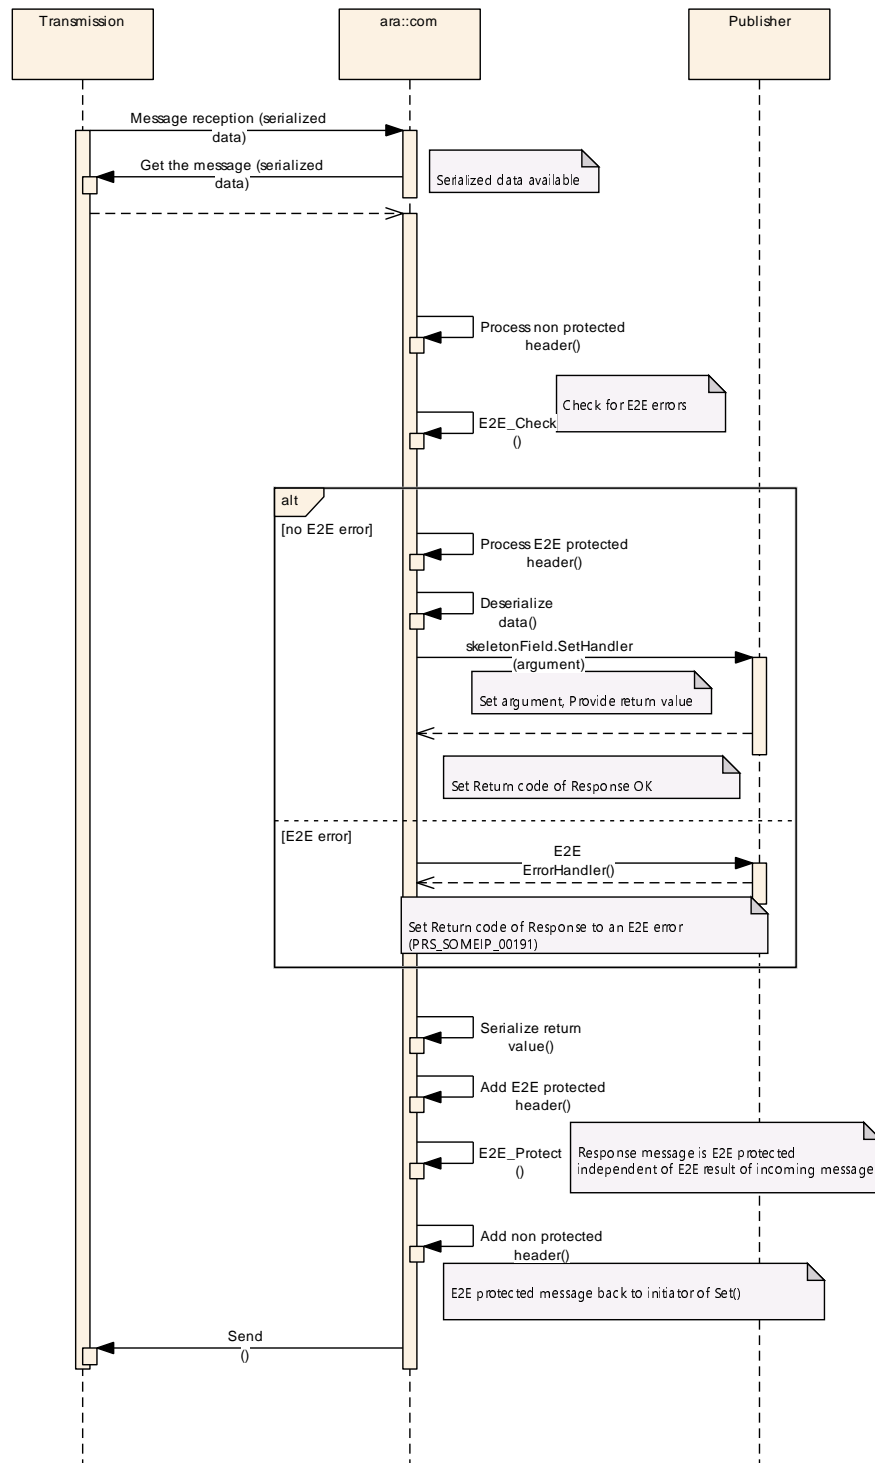 Transmission
ara::com
Publisher
Message reception (serialized
data)
Get the message (serialized
data)
Serialized data available
Process non protected
header()
Check for E2E errors
E2E_Check
()
alt
[no E2E error]
Process E2E protected
header()
Deserialize
data()
skeletonField.SetHandler
(argument)
Set argument, Provide return value
Set Return code of Response OK
[E2E error]
E2E
ErrorHandler()
Set Return code of Response to an E2E error
(PRS_SOMEIP_00191)
Serialize return
value()
Add E2E protected
header()
E2E_Protect
()
Response message is E2E protected
independent of E2E result of incoming message
Add non protected
header()
E2E protected message back to initiator of Set()
Send
()